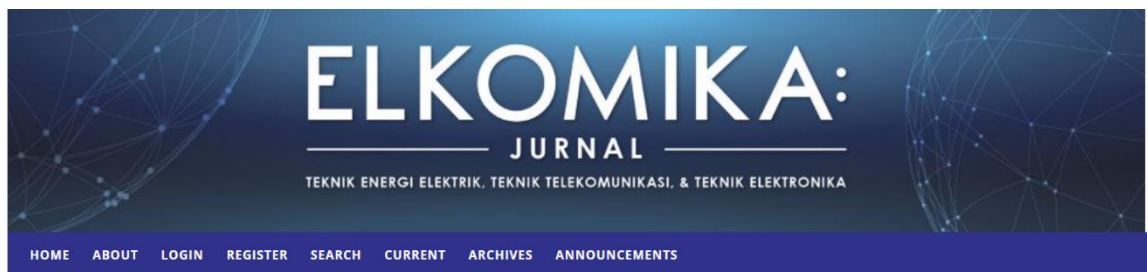 ELKOMIKA:
JURNAL
TEKNIK ENERGI ELEKTRIK, TEKNIK TELEKOMUNIKASI, & TEKNIK ELEKTRONIKA
HOME ABOUT LOGIN REGISTER SEARCH CURRENT ARCHIVES ANNOUNCEMENTS